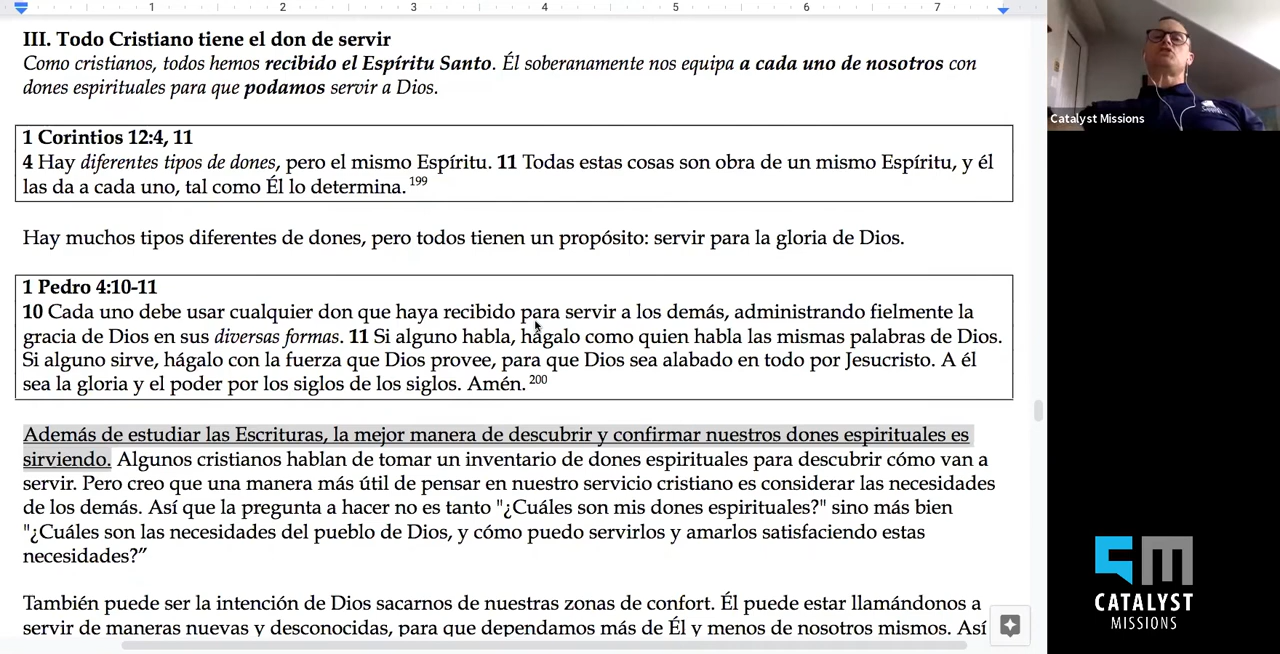 1 2 3 4 5 6 7
III. Todo Cristiano tiene el don de servir
Como cristianos, todos hemos recibido el Espíritu Santo. Él soberanamente nos equipa a cada uno de nosotros con
dones espirituales para que podamos servir a Dios.
1 Corintios 12:4, 11
4 Hay diferentes tipos de dones, pero el mismo Espíritu. 11 Todas estas cosas son obra de un mismo Espíritu, y él
las da a cada uno, tal como Él lo determina. 199
Hay muchos tipos diferentes de dones, pero todos tienen un propósito: servir para la gloria de Dios.
1 Pedro 4:10-11
10 Cada uno debe usar cualquier don que haya recibido para servir a los demás, administrando fielmente la
gracia de Dios en sus diversas formas. 11 Si alguno habla, hágalo como quien habla las mismas palabras de Dios.
Si alguno sirve, hágalo con la fuerza que Dios provee, para que Dios sea alabado en todo por Jesucristo. A él
sea la gloria y el poder por los siglos de los siglos. Amén. 200
Además de estudiar las Escrituras, la mejor manera de descubrir y confirmar nuestros dones espirituales es
sirviendo. Algunos cristianos hablan de tomar un inventario de dones espirituales para descubrir cómo van a
servir. Pero creo que una manera más útil de pensar en nuestro servicio cristiano es considerar las necesidades
de los demás. Así que la pregunta a hacer no es tanto "¿Cuáles son mis dones espirituales?" sino más bien
"¿Cuáles son las necesidades del pueblo de Dios, y cómo puedo servirlos y amarlos satisfaciendo estas
necesidades?”
También puede ser la intención de Dios sacarnos de nuestras zonas de confort. Él puede estar llamándonos a
servir de maneras nuevas y desconocidas, para que dependamos más de Él y menos de nosotros mismos. Así
Catalyst Missions
CATALYST
MISSIONS